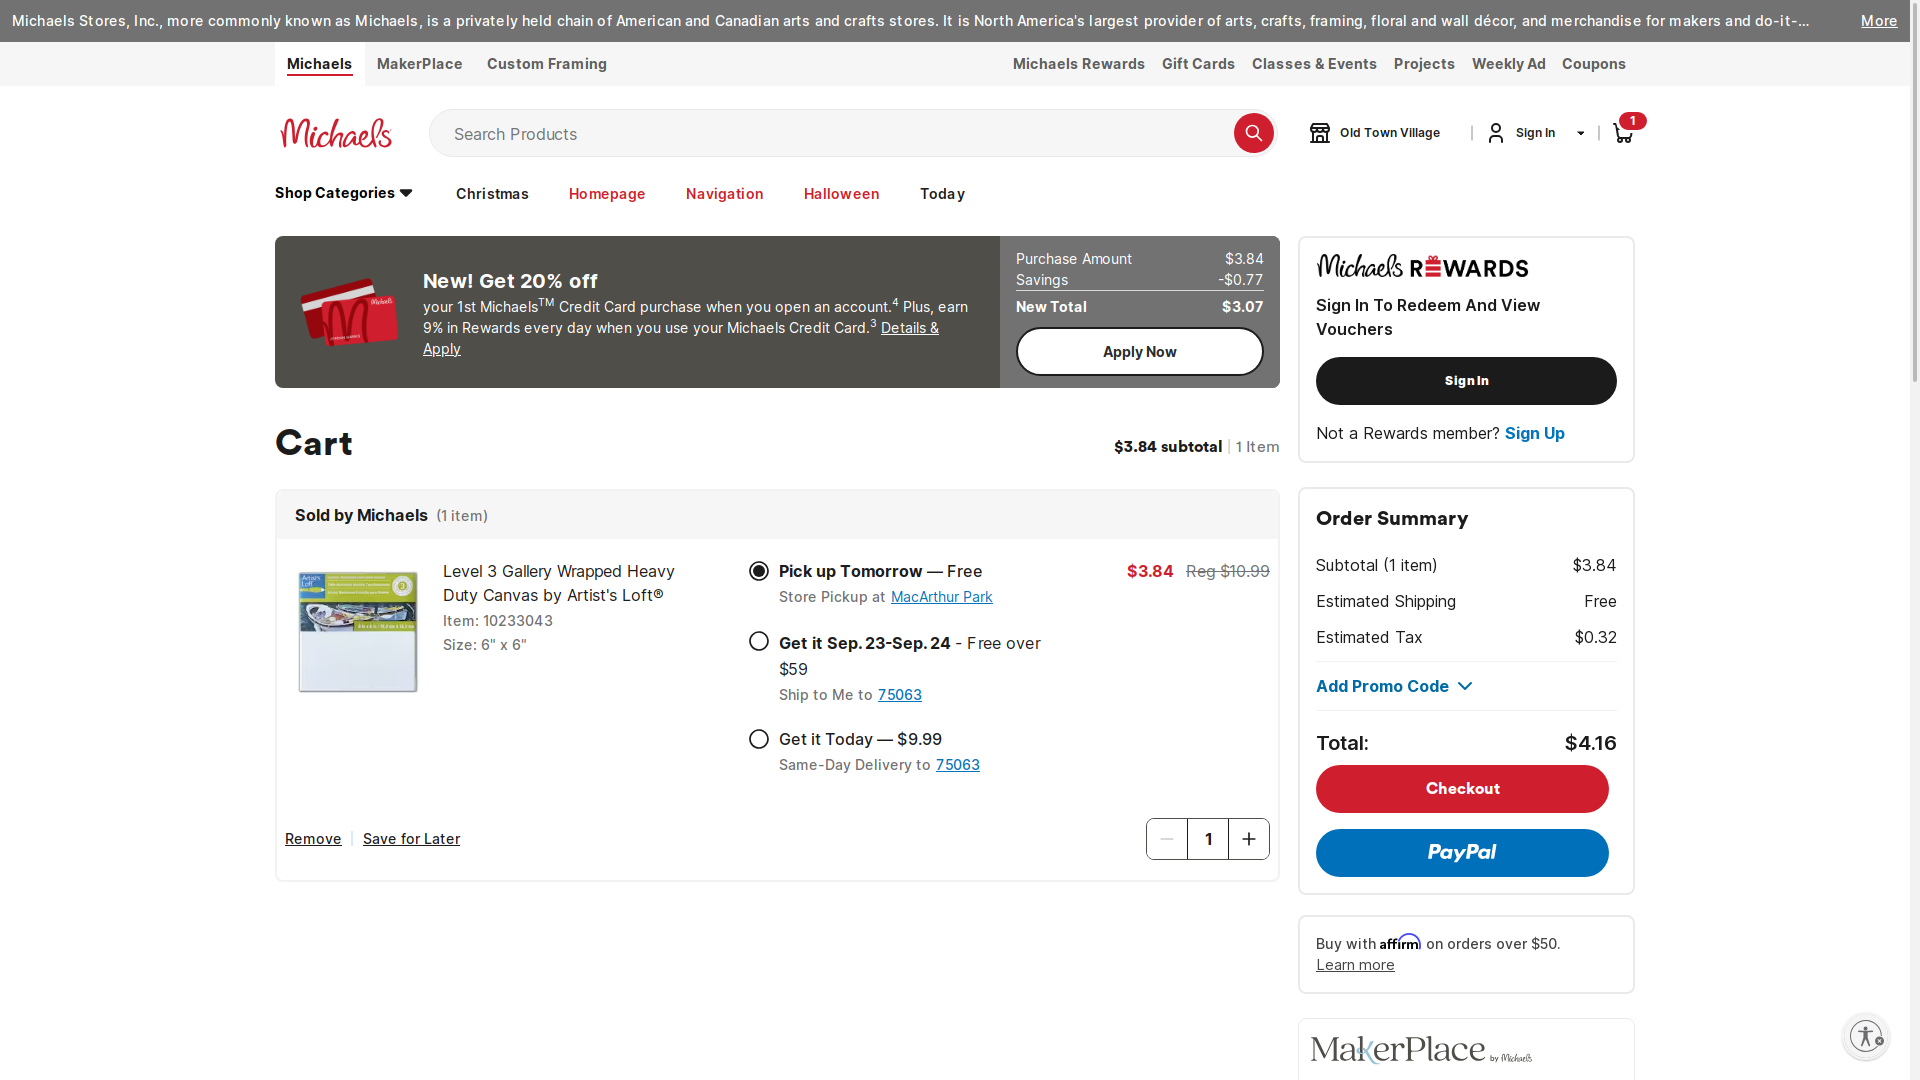 Michaels Stores, Inc., more commonly known as Michaels, is a privately held chain of American and Canadian arts and crafts stores. It is North America's largest provider of arts, crafts, framing, floral and wall décor, and merchandise for makers and do-it-... More
Michaels MakerPlace Custom Framing Michaels Rewards Gift Cards Classes & Events Projects Weekly Ad Coupons
Michaels Search Products Old Town Village Sign In 1
Shop Categories Christmas Homepage Navigation Halloween Today
New! Get 20% off
your 1st Michaels™ Credit Card purchase when you open an account.4 Plus, earn
9% in Rewards every day when you use your Michaels Credit Card.3 Details &
Apply
Purchase Amount $3.84
Savings -$0.77
New Total $3.07
Apply Now
Michaels REWARDS
Sign In To Redeem And View
Vouchers
Sign In
Not a Rewards member? Sign Up
Cart
$3.84 subtotal | 1 Item
Sold by Michaels (1 item)
Level 3 Gallery Wrapped Heavy
Duty Canvas by Artist's Loft®
Item: 10233043
Size: 6" x 6"
Pick up Tomorrow — Free
Store Pickup at MacArthur Park
$3.84 Reg $10.99
Get it Sep. 23-Sep. 24 - Free over
$59
Ship to Me to 75063
Get it Today — $9.99
Same-Day Delivery to 75063
Remove Save for Later
1
Order Summary
Subtotal (1 item) $3.84
Estimated Shipping Free
Estimated Tax $0.32
Add Promo Code
Total: $4.16
Checkout
PayPal
Buy with affirm on orders over $50.
Learn more
MakerPlace by Michaels